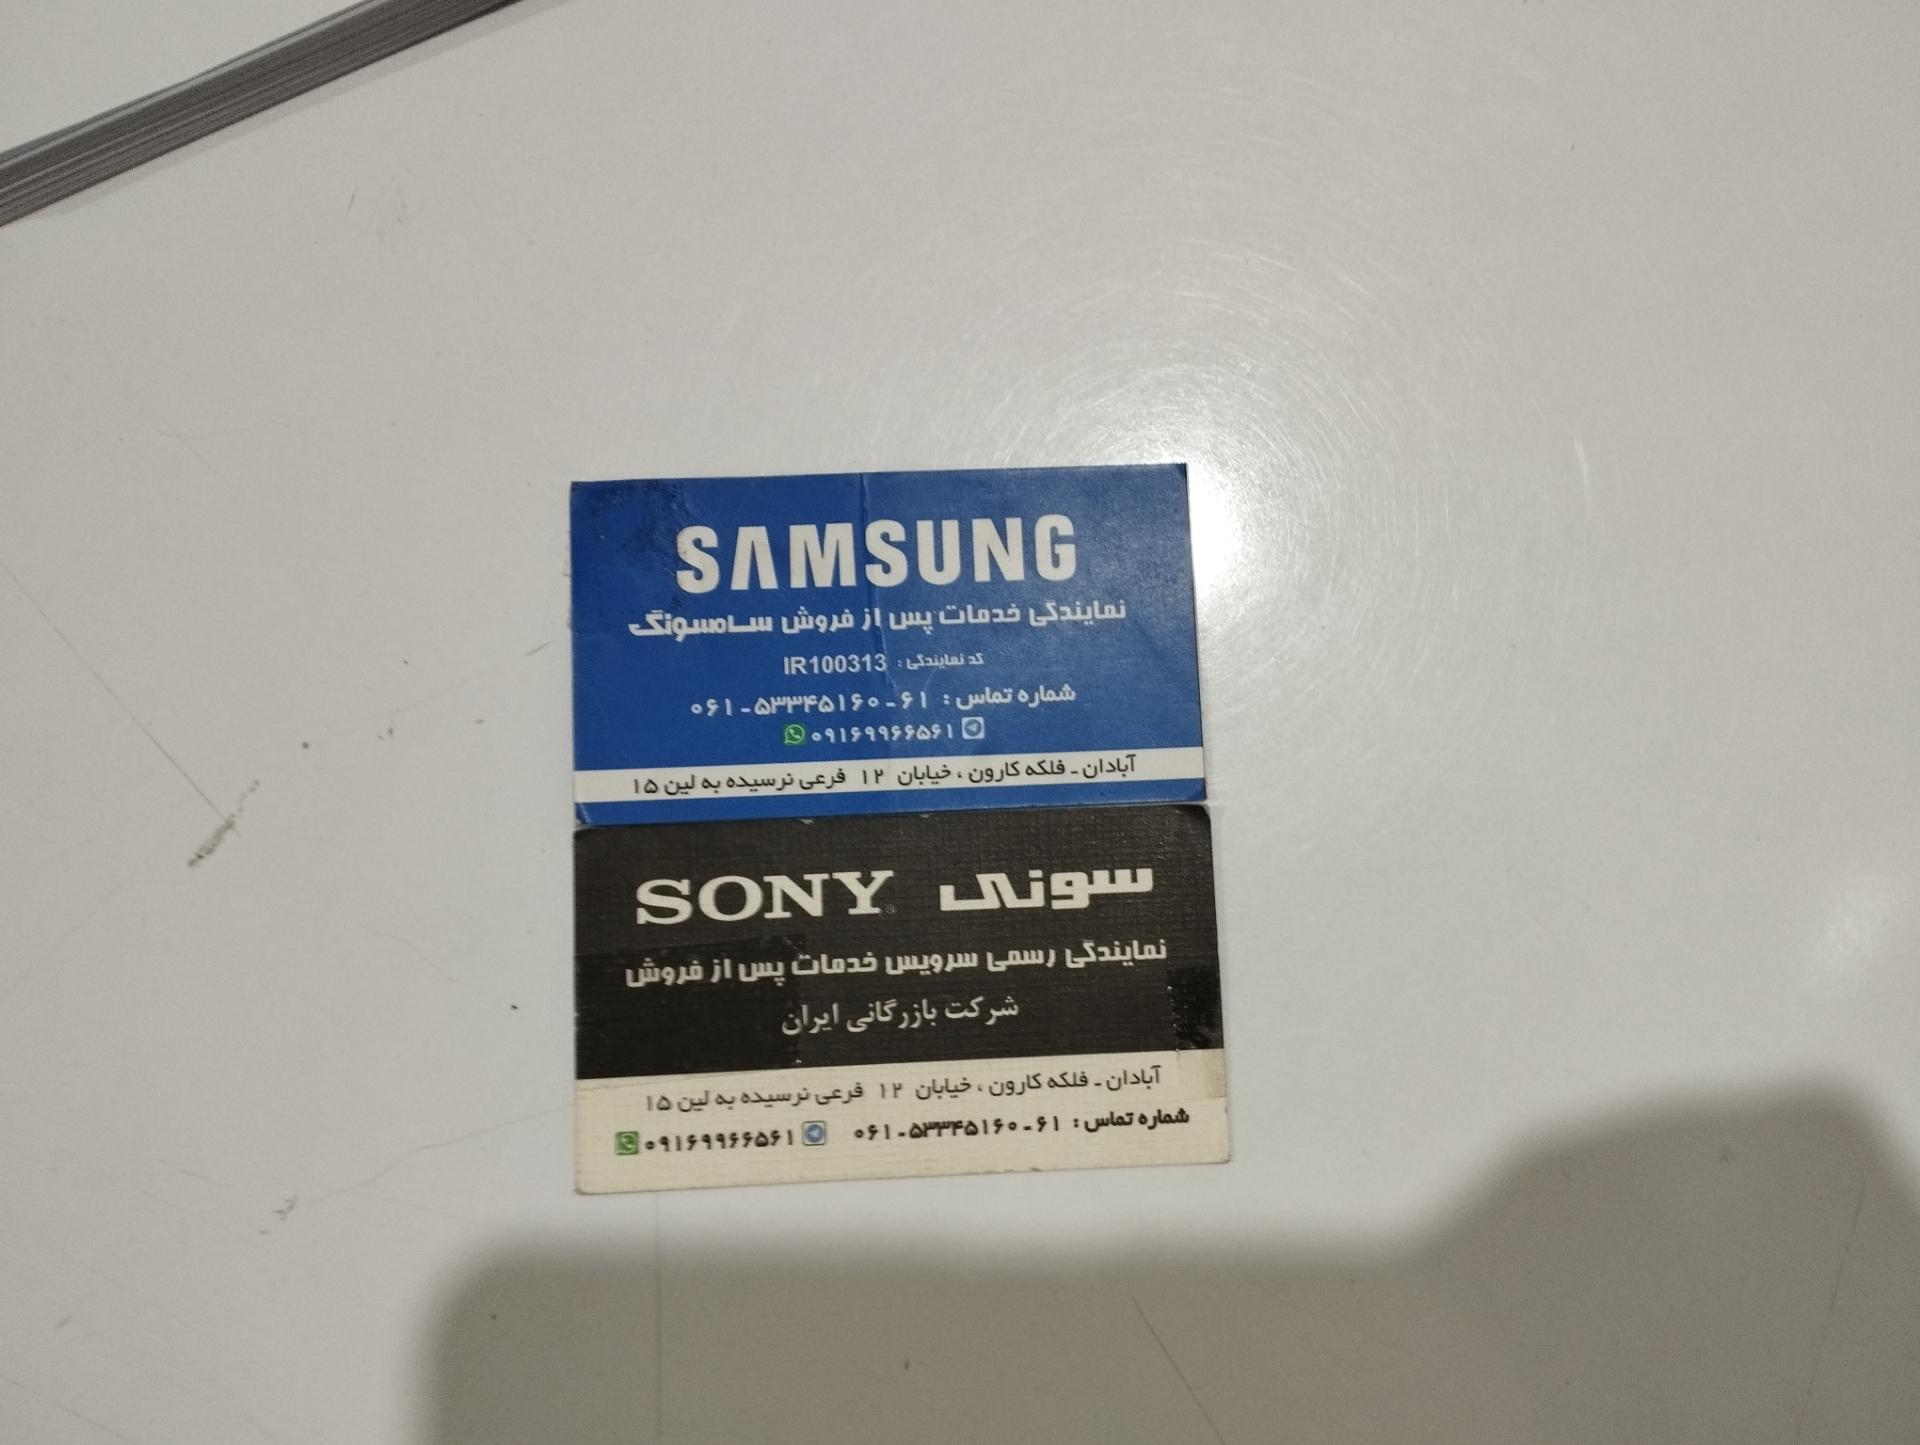 SAMSUNG
نمایندگی خدمات پس از فروش سامسونگ
کد نمایندگی : IR100313
شماره تماس : ۶۱ - ۵۳۳۴۵۱۶۰-۰۶۱
۰۹۱۶۹۹۶۶۵۶۱
آبادان - فلکه کارون ، خیابان ۱۲ فرعی نرسیده به لین ۱۵
سونی SONY
نمایندگی رسمی سرویس خدمات پس از فروش
شرکت بازرگانی ایران
آبادان - فلکه کارون ، خیابان ۱۲ فرعی نرسیده به لین ۱۵
شماره تماس : ۶۱ - ۵۳۳۴۵۱۶۰-۰۶۱ ۰۹۱۶۹۹۶۶۵۶۱